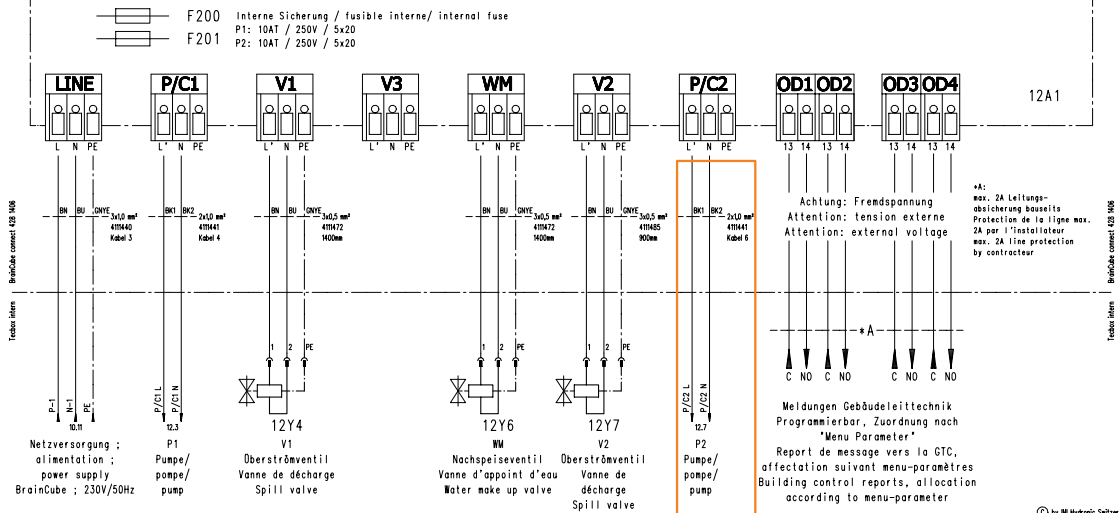 F200 Interne Sicherung / fusible interne/ internal fuse
P1: 10AT / 250V / 5x20
F201 P2: 10AT / 250V / 5x20
LINE P/C1 V1 V3 WM V2 P/C2 OD1 OD2 OD3 OD4
12A1
L N PE L' N PE L' N PE L' N PE L' N PE L' N PE L' N PE 13 14 13 14 13 14 13 14
BN BU GNYE
3x1,0 mm²
4111440
Kabel 3
BK1 BK2
2x1,0 mm²
4111441
Kabel 4
BN BU GNYE
3x0,5 mm²
4111472
1400mm
BN BU GNYE
3x0,5 mm²
4111472
1400mm
BN BU GNYE
3x0,5 mm²
4111485
900mm
BK1 BK2
2x1,0 mm²
4111441
Kabel 6
Achtung: Fremdspannung
Attention: tension externe
Attention: external voltage
*A:
max. 2A Leitungs-
absicherung bauseits
Protection de la ligne max.
2A par l'installateur
max. 2A line protection
by contracteur
BrainCube connect 428 1406
Tecbox intern
BrainCube connect 428 1406
Tecbox intern
*A
1 2 PE
1 2 PE
1 2 PE
C NO C NO C NO C NO
P-1 N-1 PE
10.11
Netzversorgung ;
alimentation ;
power supply
BrainCube ; 230V/50Hz
P/C1 L P/C1 N
12.3
P1
Pumpe/
pompe/
pump
12Y4
V1
Oberströmventil
Vanne de décharge
Spill valve
12Y6
WM
Nachspeiseventil
Vanne d'appoint d'eau
Water make up valve
12Y7
V2
Oberströmventil
Vanne de
décharge
Spill valve
P/C2 L P/C2 N
12.7
P2
Pumpe/
pompe/
pump
Meldungen Gebäudeleittechnik
Programmierbar, Zuordnung nach
"Menu Parameter"
Report de message vers la GTC,
affectation suivant menu-paramètres
Building control reports, allocation
according to menu-parameter